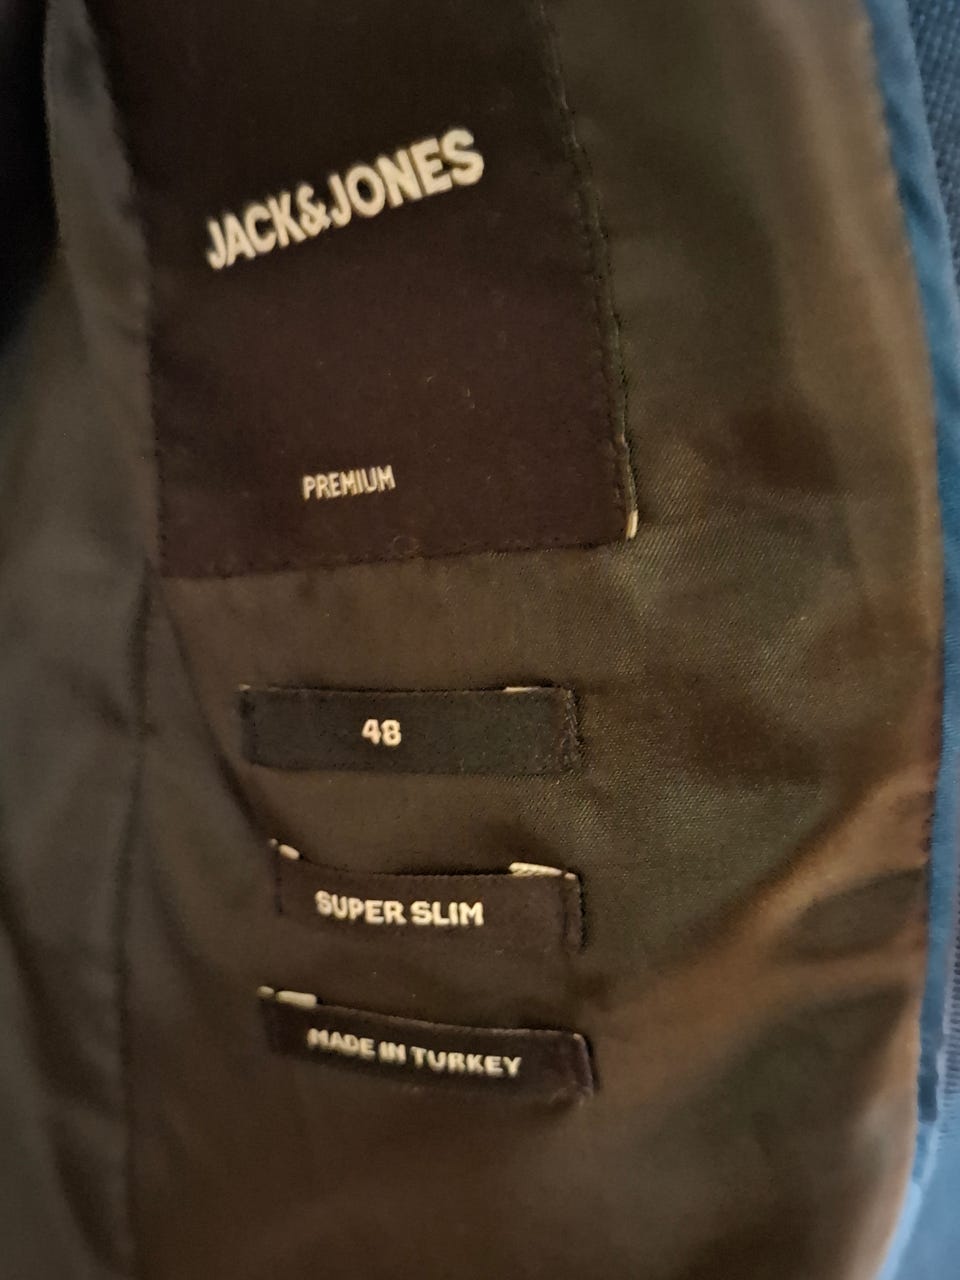 JACK&JONES
PREMIUM
48
SUPER SLIM
MADE IN TURKEY